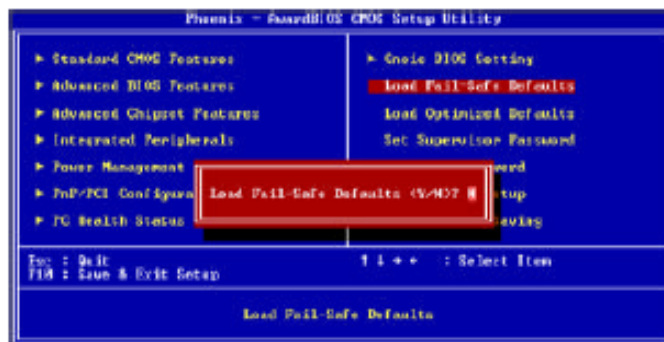 Phoenix - AwardBIOS CMOS Setup Utility
▶ Standard CMOS Features
▶ Advanced BIOS Features
▶ Advanced Chipset Features
▶ Integrated Peripherals
▶ Power Management
▶ PnP/PCI Configura
▶ PC Health Status
BIOS Setting
Load Fail-Safe Defaults
Load Optimized Defaults
Set Supervisor Password
word
tup
aving
Load Fail-Safe Defaults (Y/N)? N
Esc : Quit
F10 : Save & Exit Setup
↑ ↓ → ← : Select Item
Load Fail-Safe Defaults